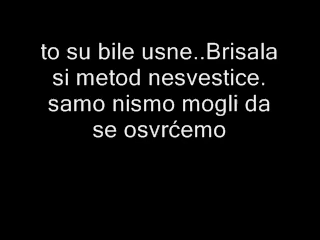 to su bile usne..Brisala
si metod nesvestice.
samo nismo mogli da
se osvrćemo